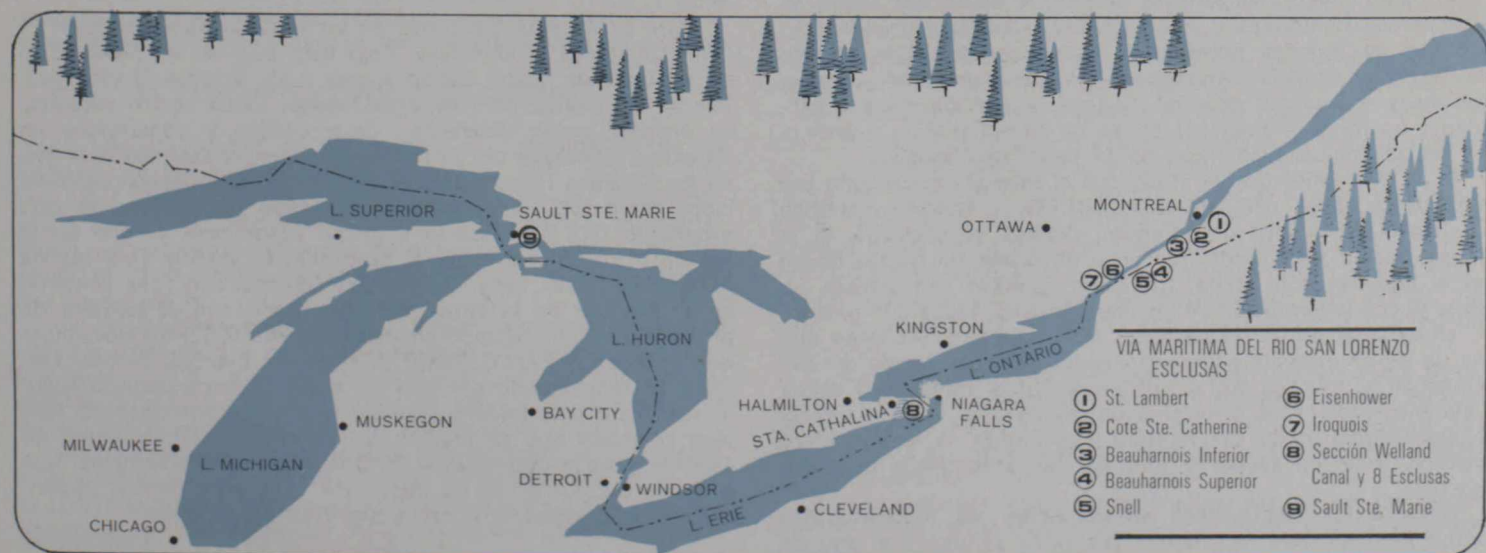 L. SUPERIOR
SAULT STE. MARIE
⑨
MONTREAL
①
②
③
OTTAWA
④
⑤
⑥
⑦
L. HURON
KINGSTON
L. ONTARIO
HALMILTON
STA. CATHALINA
⑧
NIAGARA
FALLS
BAY CITY
MUSKEGON
MILWAUKEE
L. MICHIGAN
DETROIT
WINDSOR
L. ERIE
CLEVELAND
CHICAGO
VIA MARITIMA DEL RIO SAN LORENZO
ESCLUSAS
① St. Lambert
② Cote Ste. Catherine
③ Beauharnois Inferior
④ Beauharnois Superior
⑤ Snell
⑥ Eisenhower
⑦ Iroquois
⑧ Sección Welland
Canal y 8 Esclusas
⑨ Sault Ste. Marie